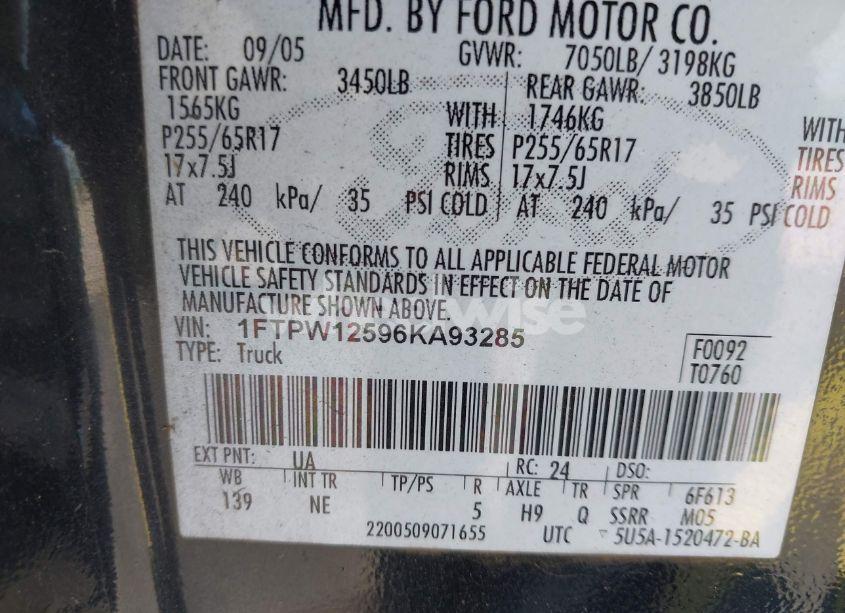 MFD. BY FORD MOTOR CO.
DATE: 09/05 GVWR: 7050LB/ 3198KG
FRONT GAWR: 3450LB REAR GAWR: 3850LB
1565KG WITH 1746KG WITH
P255/65R17 TIRES P255/65R17 TIRES
17x7.5J RIMS 17x7.5J RIMS
AT 240 kPa/ 35 PSI COLD AT 240 kPa/ 35 PSI COLD
THIS VEHICLE CONFORMS TO ALL APPLICABLE FEDERAL MOTOR
VEHICLE SAFETY STANDARDS IN EFFECT ON THE DATE OF
MANUFACTURE SHOWN ABOVE.
VIN: 1FTPW12596KA93285
TYPE: Truck
F0092
T0760
EXT PNT: UA RC: 24 DSO:
WB INT TR TP/PS R AXLE TR SPR 6F613
139 NE 5 H9 Q SSRR M05
2200509071655 UTC 5U5A-1520472-BA